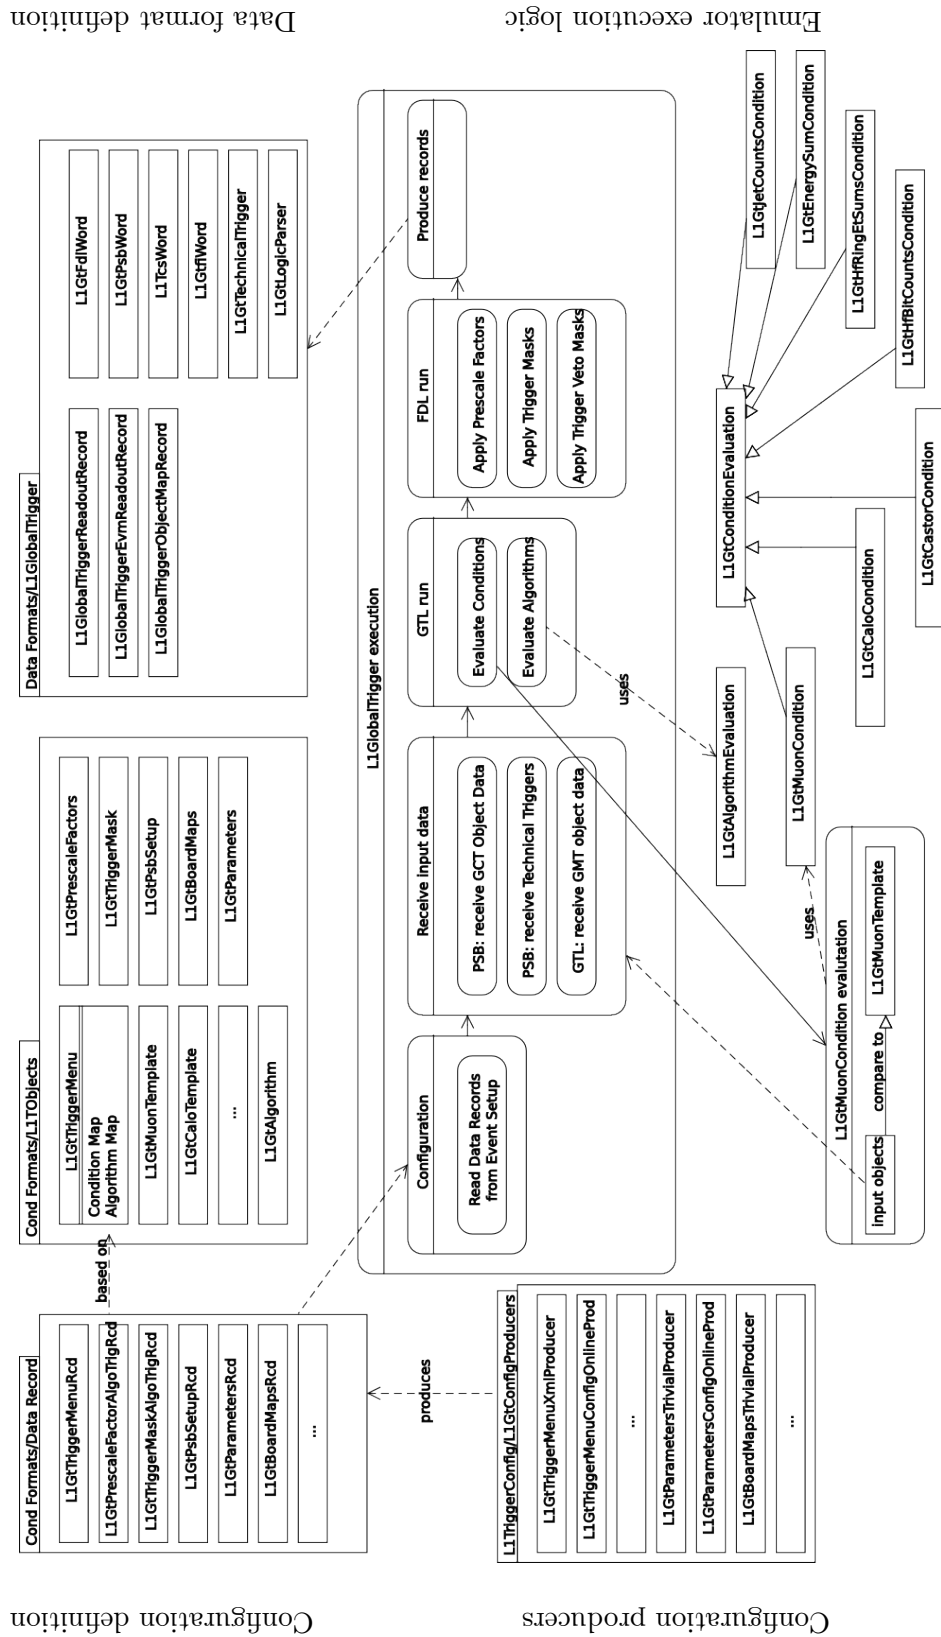 Configuration definition
Data format definition
Configuration producers
Emulator execution logic
Cond Formats/Data Record
L1GtTriggerMenuRcd
L1GtPrescaleFactorAlgoTrigRcd
L1GtTriggerMaskAlgoTrigRcd
L1GtPsbSetupRcd
L1GtParametersRcd
L1GtBoardMapsRcd
...
based on
Cond Formats/L1TObjects
L1GtTriggerMenu
Condition Map
Algorithm Map
L1GtMuonTemplate
L1GtCaloTemplate
...
L1GtAlgorithm
L1GtPrescaleFactors
L1GtTriggerMask
L1GtPsbSetup
L1GtBoardMaps
L1GtParameters
Data Formats/L1GlobalTrigger
L1GlobalTriggerReadoutRecord
L1GlobalTriggerEvmReadoutRecord
L1GlobalTriggerObjectMapRecord
L1GtFdlWord
L1GtPsbWord
L1TcsWord
L1GtfiWord
L1GtTechnicalTrigger
L1GtLogicParser
produces
L1TriggerConfig/L1GtConfigProducers
L1GtTriggerMenuXmlProducer
L1GtTriggerMenuConfigOnlineProd
...
L1GtParametersTrivialProducer
L1GtParametersConfigOnlineProd
L1GtBoardMapsTrivialProducer
...
L1GlobalTrigger execution
Configuration
Read Data Records
from Event Setup
Receive input data
PSB: receive GCT Object Data
PSB: receive Technical Triggers
GTL: receive GMT object data
GTL run
Evaluate Conditions
Evaluate Algorithms
FDL run
Apply Prescale Factors
Apply Trigger Masks
Apply Trigger Veto Masks
Produce records
uses
L1GtAlgorithmEvaluation
L1GtConditionEvaluation
L1GtJetCountsCondition
L1GtEnergySumCondition
L1GtHfRingEtSumsCondition
L1GtHfBitCountsCondition
L1GtCastorCondition
L1GtCaloCondition
L1GtMuonCondition
uses
L1GtMuonCondition evalutation
input objects
compare to
L1GtMuonTemplate